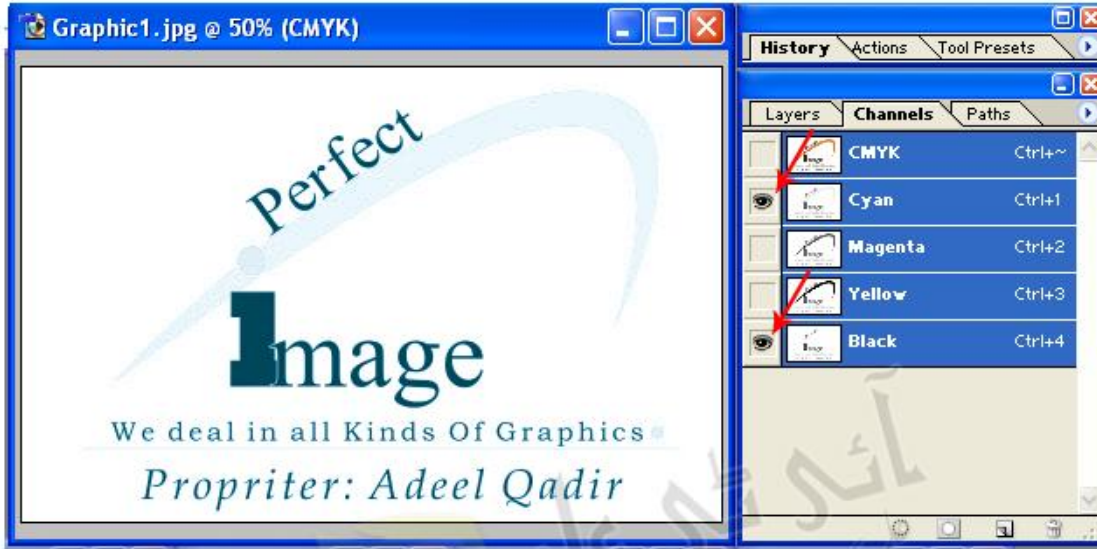 Graphic1.jpg @ 50% (CMYK)
Perfect
Image
We deal in all Kinds Of Graphics
Propriter: Adeel Qadir
History Actions Tool Presets
Layers Channels Paths
CMYK Ctrl+~
Cyan Ctrl+1
Magenta Ctrl+2
Yellow Ctrl+3
Black Ctrl+4